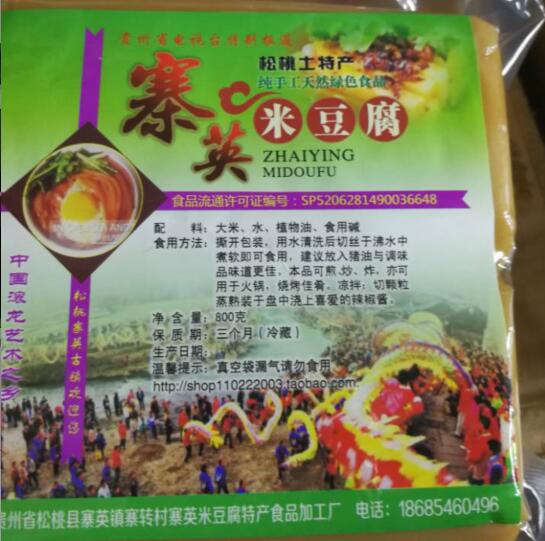 贵州省电视台特别报道
松桃土特产
纯手工天然绿色食品
寨英
米豆腐
ZHAIYING
MIDOUFU
食品流通许可证编号：SP5206281490036648
配 料：大米、水、植物油、食用碱
食用方法：撕开包装，用水清洗后切丝于沸水中
煮软即可食用，建议放入猪油与调味
品味道更佳。本品可煎、炒、炸，亦可
用于火锅，烧烤佳肴。凉拌：切颗粒
蒸熟装于盘中浇上喜爱的辣椒酱。
净 含 量：800克
保 质 期：三个月（冷藏）
生产日期：
温馨提示：真空袋漏气请勿食用
http://shop110222003.taobao.com
中国滚龙艺术之乡
松桃寨英古镇欢迎您
贵州省松桃县寨英镇寨转村寨英米豆腐特产食品加工厂 电话：18685460496